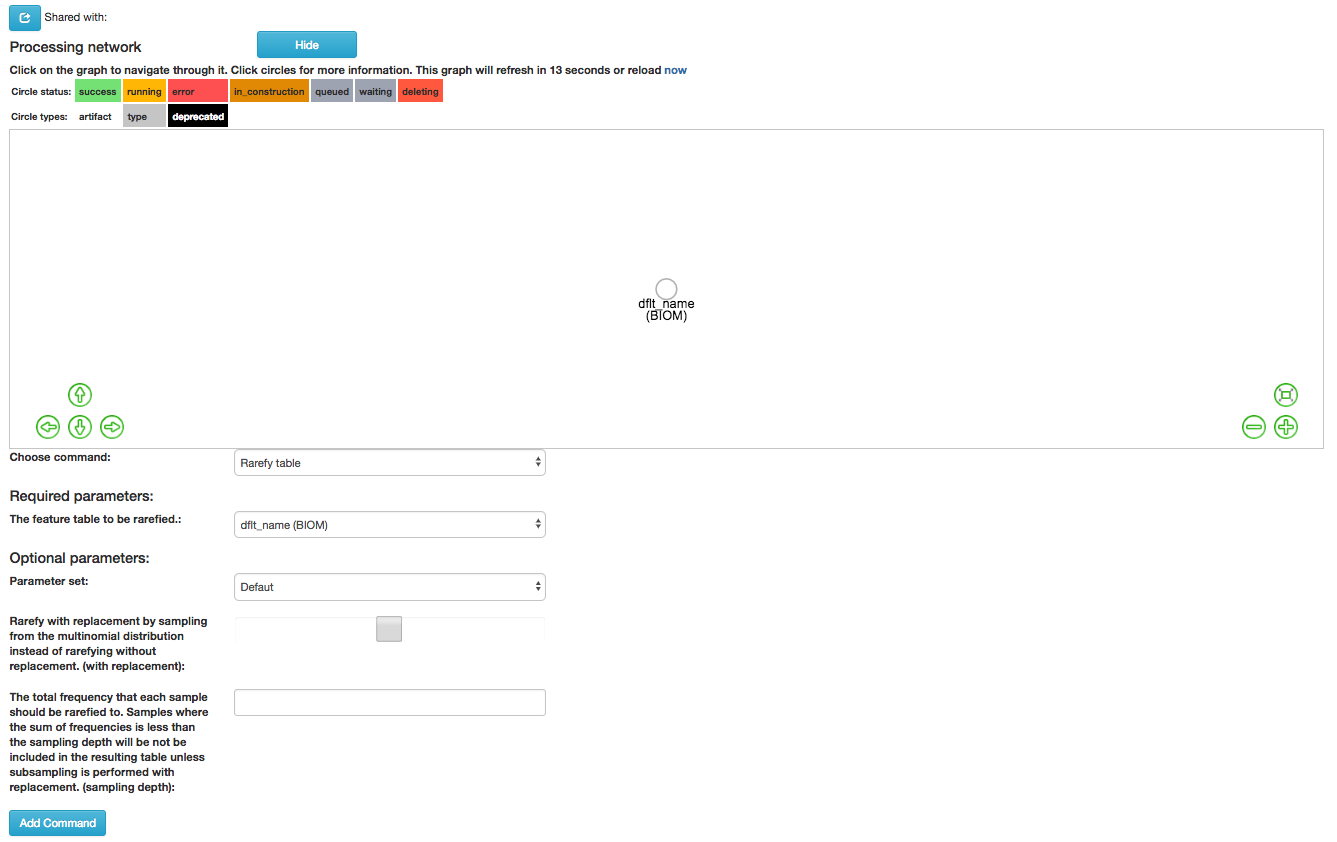 Shared with:
Processing network
Hide
Click on the graph to navigate through it. Click circles for more information. This graph will refresh in 13 seconds or reload now
Circle status: success running error in_construction queued waiting deleting
Circle types: artifact type deprecated
dflt_name
(BIOM)
Choose command:
Rarefy table
Required parameters:
The feature table to be rarefied.:
dflt_name (BIOM)
Optional parameters:
Parameter set:
Defaut
Rarefy with replacement by sampling
from the multinomial distribution
instead of rarefying without
replacement. (with replacement):
The total frequency that each sample
should be rarefied to. Samples where
the sum of frequencies is less than
the sampling depth will be not be
included in the resulting table unless
subsampling is performed with
replacement. (sampling depth):
Add Command